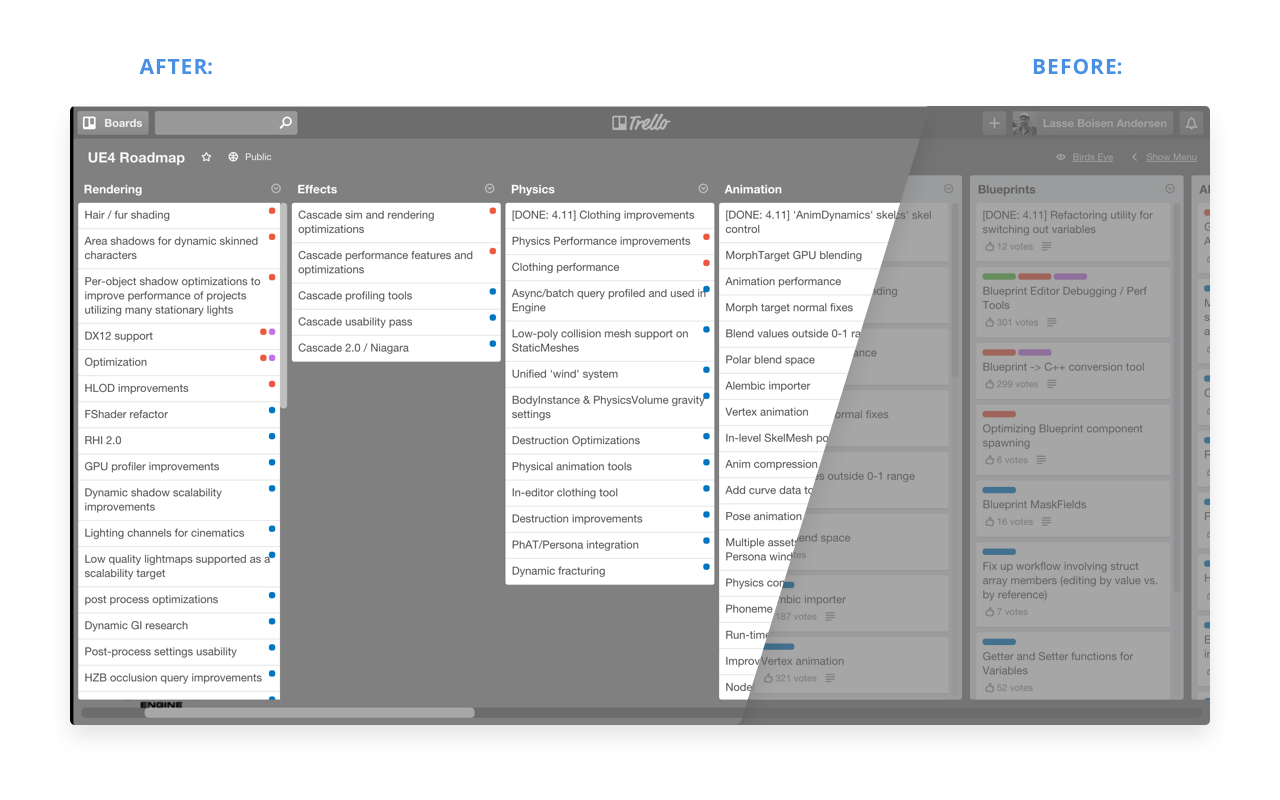 AFTER:
BEFORE:
Boards
Trello
Lasse Boisen Andersen
UE4 Roadmap
Public
Birds Eye
Show Menu
Rendering
Hair / fur shading
Area shadows for dynamic skinned
characters
Per-object shadow optimizations to
improve performance of projects
utilizing many stationary lights
DX12 support
Optimization
HLOD improvements
FShader refactor
RHI 2.0
GPU profiler improvements
Dynamic shadow scalability
improvements
Lighting channels for cinematics
Low quality lightmaps supported as a
scalability target
post process optimizations
Dynamic GI research
Post-process settings usability
HZB occlusion query improvements
ENGINE
Effects
Cascade sim and rendering
optimizations
Cascade performance features and
optimizations
Cascade profiling tools
Cascade usability pass
Cascade 2.0 / Niagara
Physics
[DONE: 4.11] Clothing improvements
Physics Performance improvements
Clothing performance
Async/batch query profiled and used in
Engine
Low-poly collision mesh support on
StaticMeshes
Unified 'wind' system
BodyInstance & PhysicsVolume gravity
settings
Destruction Optimizations
Physical animation tools
In-editor clothing tool
Destruction improvements
PhAT/Persona integration
Dynamic fracturing
Animation
[DONE: 4.11] 'AnimDynamics' skel
control
MorphTarget GPU blending
Animation performance
Morph target normal fixes
Blend values outside 0-1 ra
Polar blend space
Alembic importer
Vertex animation
In-level SkelMesh po
Anim compression
Add curve data to
Pose animation
Multiple assets
Persona wind
Physics con
Phoneme
Run-time
Improv
Node
cs' skel
nding
ance
ormal fixes
es outside 0-1 range
end space
tes
mbic importer
187 votes
Vertex animation
321 votes
Blueprints
[DONE: 4.11] Refactoring utility for
switching out variables
12 votes
Blueprint Editor Debugging / Perf
Tools
301 votes
Blueprint -> C++ conversion tool
299 votes
Optimizing Blueprint component
spawning
6 votes
Blueprint MaskFields
16 votes
Fix up workflow involving struct
array members (editing by value vs.
by reference)
7 votes
Getter and Setter functions for
Variables
52 votes